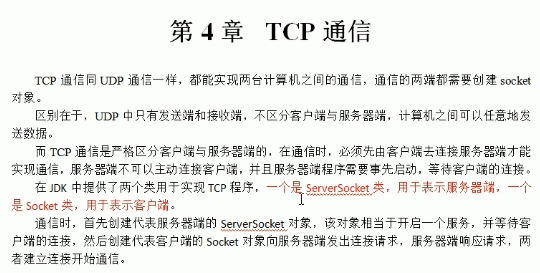 第 4 章 TCP 通信
TCP 通信同 UDP 通信一样，都能实现两台计算机之间的通信，通信的两端都需要创建 socket
对象。
区别在于，UDP 中只有发送端和接收端，不区分客户端与服务器端，计算机之间可以任意地发
送数据。
而 TCP 通信是严格区分客户端与服务器端的，在通信时，必须先由客户端去连接服务器端才能
实现通信，服务器端不可以主动连接客户端，并且服务器端程序需要事先启动，等待客户端的连接。
在 JDK 中提供了两个类用于实现 TCP 程序，一个是 ServerSocket 类，用于表示服务器端，一个
是 Socket 类，用于表示客户端。
通信时，首先创建代表服务器端的 ServerSocket 对象，该对象相当于开启一个服务，并等待客
户端的连接，然后创建代表客户端的 Socket 对象向服务器端发出连接请求，服务器端响应请求，两
者建立连接开始通信。